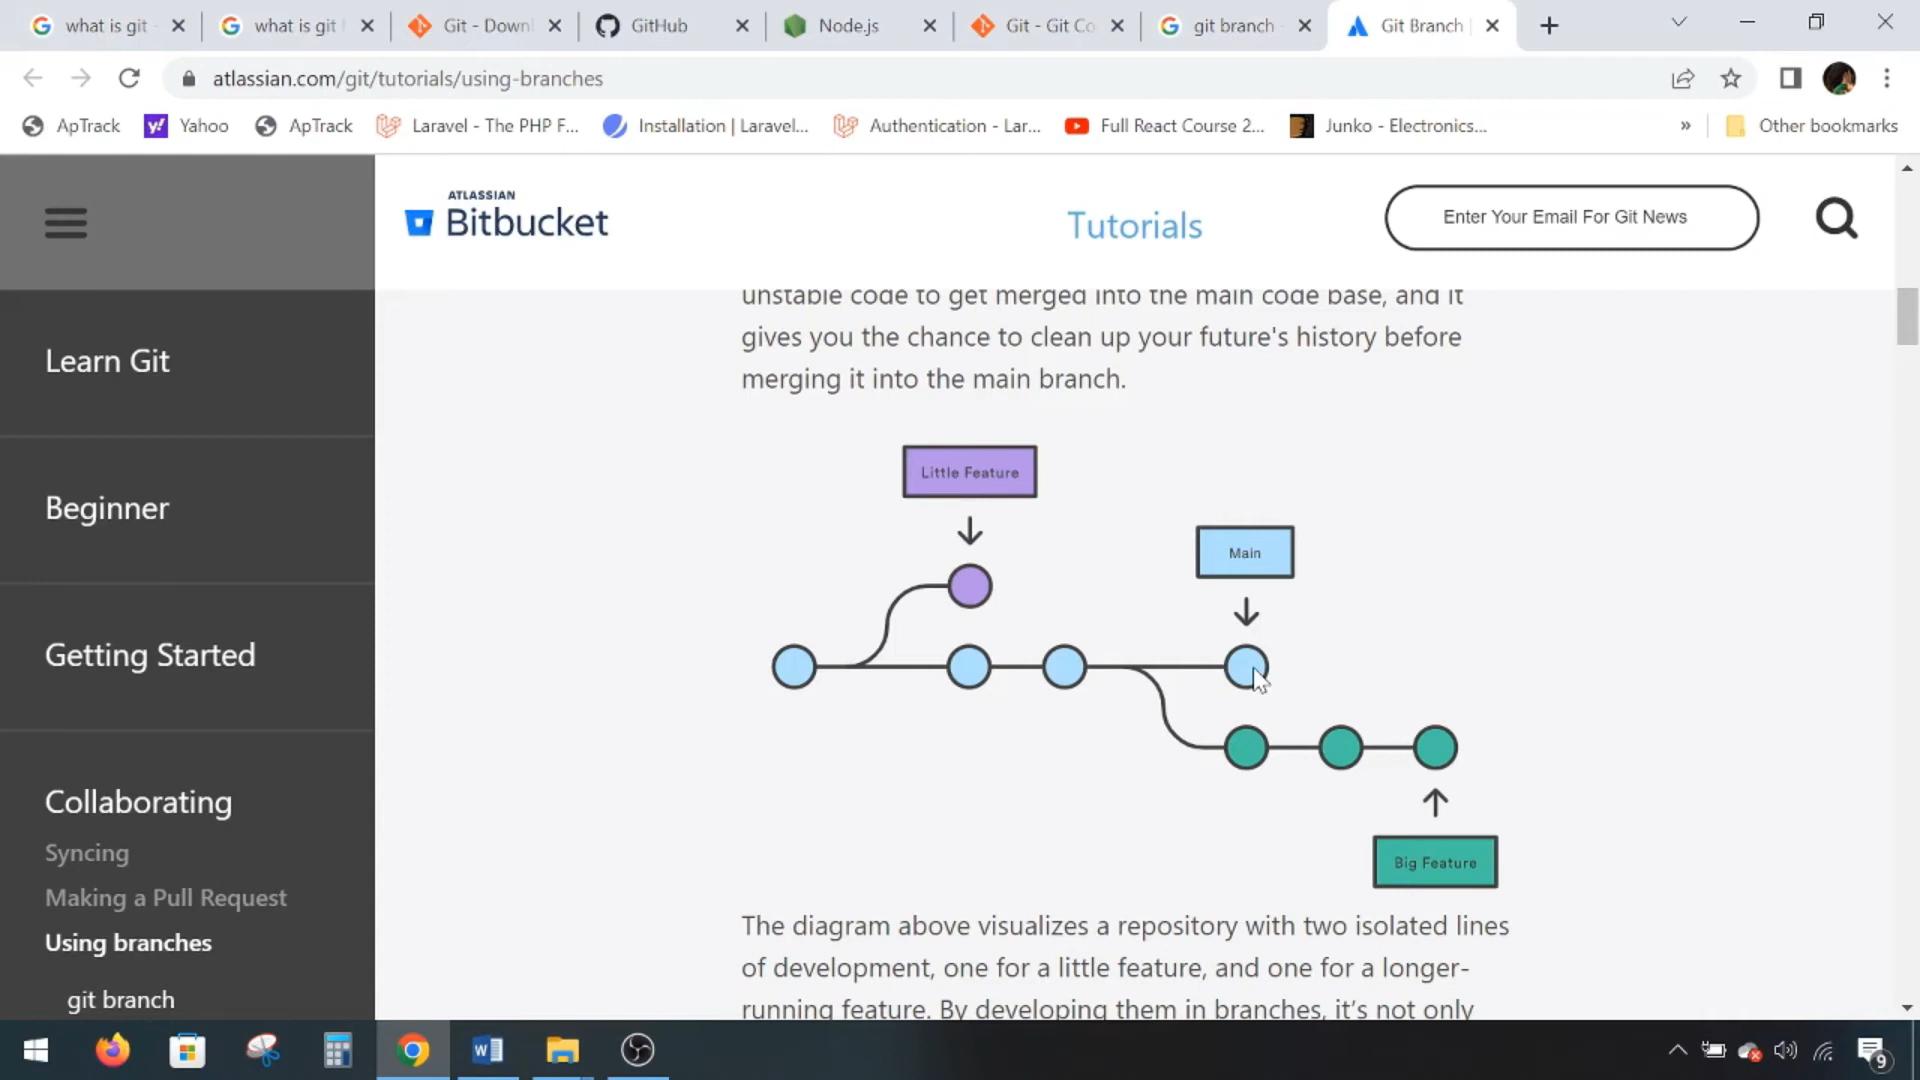 what is git
what is git
Git - Downl
GitHub
Node.js
Git - Git Co
git branch
Git Branch |
atlassian.com/git/tutorials/using-branches
ApTrack
Yahoo
ApTrack
Laravel - The PHP F...
Installation | Laravel...
Authentication - Lar...
Full React Course 2...
Junko - Electronics...
»
Other bookmarks
ATLASSIAN
Bitbucket
Tutorials
Enter Your Email For Git News
Learn Git
Beginner
Getting Started
Collaborating
Syncing
Making a Pull Request
Using branches
git branch
unstable code to get merged into the main code base, and it
gives you the chance to clean up your future's history before
merging it into the main branch.
Little Feature
Main
Big Feature
The diagram above visualizes a repository with two isolated lines
of development, one for a little feature, and one for a longer-
running feature. By developing them in branches, it’s not only
9